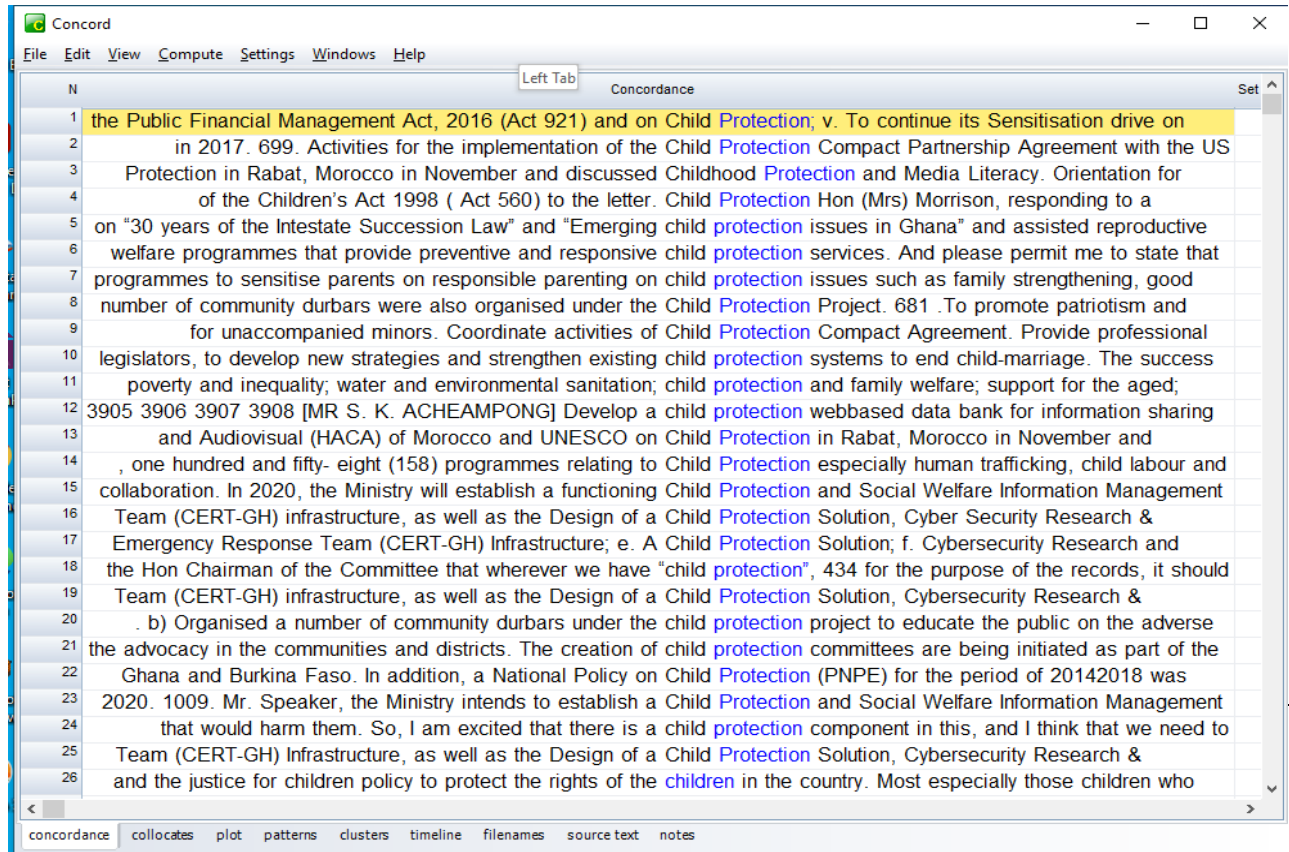 Concord
File Edit View Compute Settings Windows Help
Left Tab
N Concordance Set
1 the Public Financial Management Act, 2016 (Act 921) and on Child Protection; v. To continue its Sensitisation drive on
2 in 2017. 699. Activities for the implementation of the Child Protection Compact Partnership Agreement with the US
3 Protection in Rabat, Morocco in November and discussed Childhood Protection and Media Literacy. Orientation for
4 of the Children's Act 1998 ( Act 560) to the letter. Child Protection Hon (Mrs) Morrison, responding to a
5 on “30 years of the Intestate Succession Law” and “Emerging child protection issues in Ghana” and assisted reproductive
6 welfare programmes that provide preventive and responsive child protection services. And please permit me to state that
7 programmes to sensitise parents on responsible parenting on child protection issues such as family strengthening, good
8 number of community durbars were also organised under the Child Protection Project. 681 .To promote patriotism and
9 for unaccompanied minors. Coordinate activities of Child Protection Compact Agreement. Provide professional
10 legislators, to develop new strategies and strengthen existing child protection systems to end child-marriage. The success
11 poverty and inequality; water and environmental sanitation; child protection and family welfare; support for the aged;
12 3905 3906 3907 3908 [MR S. K. ACHEAMPONG] Develop a child protection webbased data bank for information sharing
13 and Audiovisual (HACA) of Morocco and UNESCO on Child Protection in Rabat, Morocco in November and
14 , one hundred and fifty- eight (158) programmes relating to Child Protection especially human trafficking, child labour and
15 collaboration. In 2020, the Ministry will establish a functioning Child Protection and Social Welfare Information Management
16 Team (CERT-GH) infrastructure, as well as the Design of a Child Protection Solution, Cyber Security Research &
17 Emergency Response Team (CERT-GH) Infrastructure; e. A Child Protection Solution; f. Cybersecurity Research and
18 the Hon Chairman of the Committee that wherever we have “child protection”, 434 for the purpose of the records, it should
19 Team (CERT-GH) infrastructure, as well as the Design of a Child Protection Solution, Cybersecurity Research &
20 . b) Organised a number of community durbars under the child protection project to educate the public on the adverse
21 the advocacy in the communities and districts. The creation of child protection committees are being initiated as part of the
22 Ghana and Burkina Faso. In addition, a National Policy on Child Protection (PNPE) for the period of 20142018 was
23 2020. 1009. Mr. Speaker, the Ministry intends to establish a Child Protection and Social Welfare Information Management
24 that would harm them. So, I am excited that there is a child protection component in this, and I think that we need to
25 Team (CERT-GH) Infrastructure, as well as the Design of a Child Protection Solution, Cybersecurity Research &
26 and the justice for children policy to protect the rights of the children in the country. Most especially those children who
concordance collocates plot patterns clusters timeline filenames source text notes